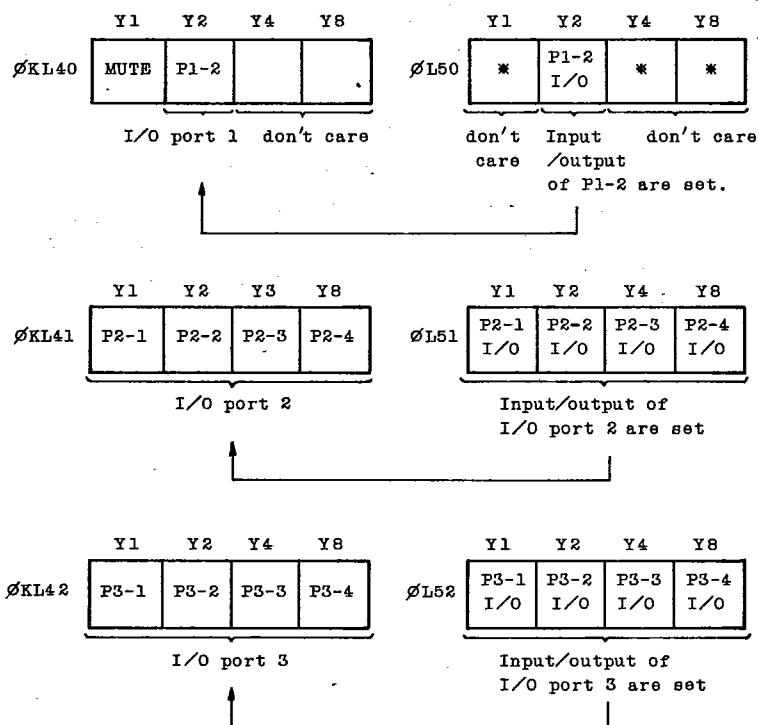 Y1 Y2 Y4 Y8 Y1 Y2 Y4 Y8
ØKL40 MUTE P1-2 ØL50 * P1-2 I/O * *
I/O port 1 don't care don't care Input /output of P1-2 are set. don't care
Y1 Y2 Y3 Y8 Y1 Y2 Y4 Y8
ØKL41 P2-1 P2-2 P2-3 P2-4 ØL51 P2-1 I/O P2-2 I/O P2-3 I/O P2-4 I/O
I/O port 2 Input/output of
I/O port 2 are set
Y1 Y2 Y4 Y8 Y1 Y2 Y4 Y8
ØKL42 P3-1 P3-2 P3-3 P3-4 ØL52 P3-1 I/O P3-2 I/O P3-3 I/O P3-4 I/O
I/O port 3 Input/output of
I/O port 3 are set